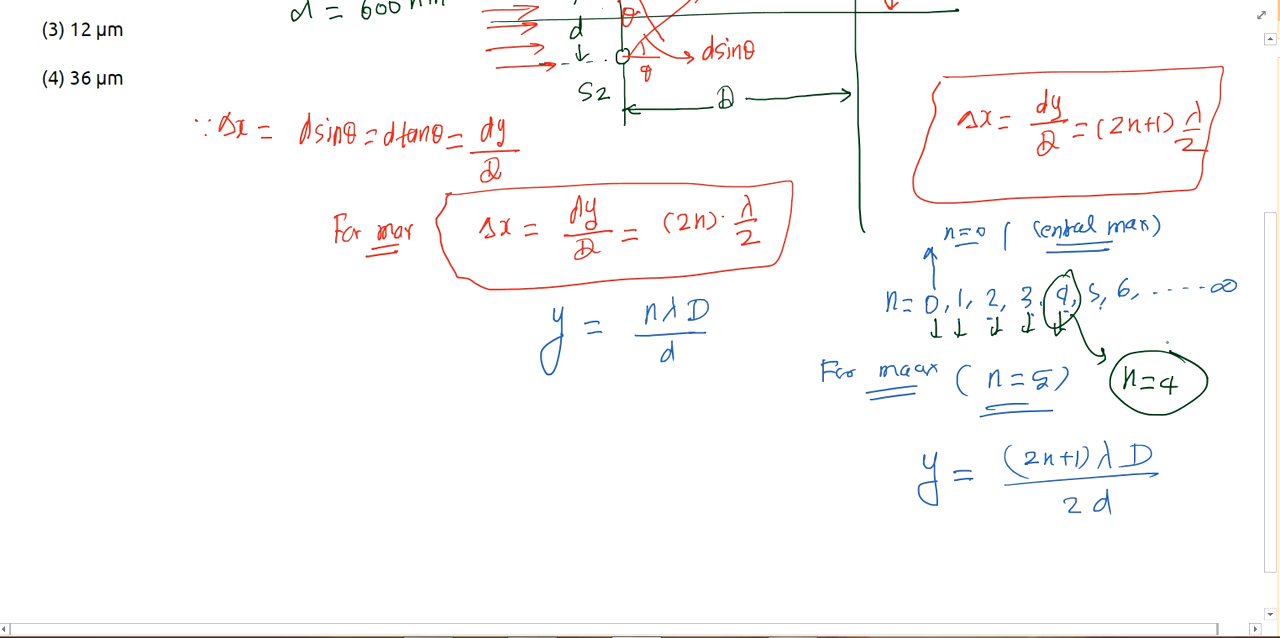 λ = 600 nm
(3) 12 μm
(4) 36 μm
θ
d
θ
dsinθ
S2
D
∵ Δx = dsinθ = dtanθ = dy/D
Δx = dy/D = (2n+1) λ/2
For max Δx = dy/D = (2n)·λ/2
n=0 ( Central max)
n= 0, 1, 2, 3, 4, 5, 6, ..... ∞
y = nλD/d
For maax ( n=5)
n=4
y = (2n+1) λ D / 2 d